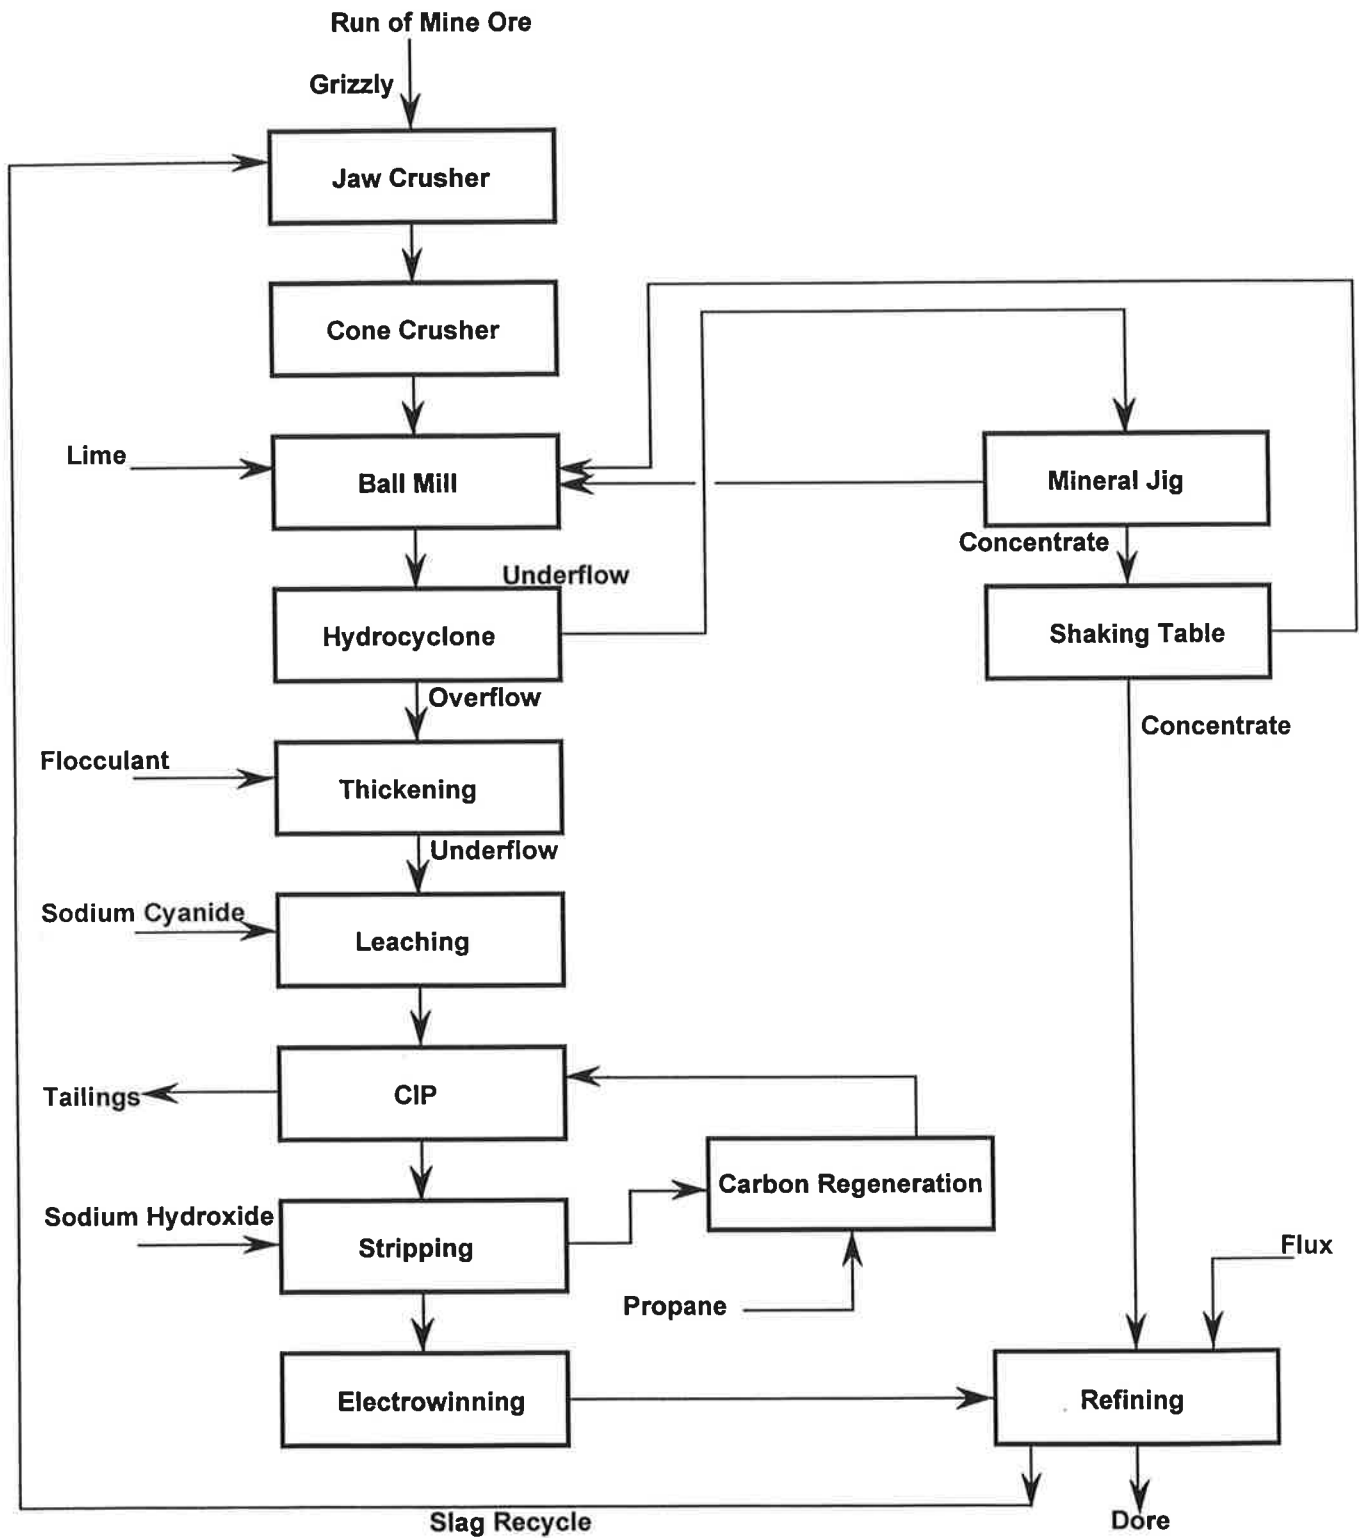 Run of Mine Ore
Grizzly
Jaw Crusher
Cone Crusher
Lime
Ball Mill
Mineral Jig
Concentrate
Underflow
Hydrocyclone
Shaking Table
Overflow
Concentrate
Flocculant
Thickening
Underflow
Sodium Cyanide
Leaching
Tailings
CIP
Carbon Regeneration
Sodium Hydroxide
Stripping
Flux
Propane
Electrowinning
Refining
Slag Recycle
Dore